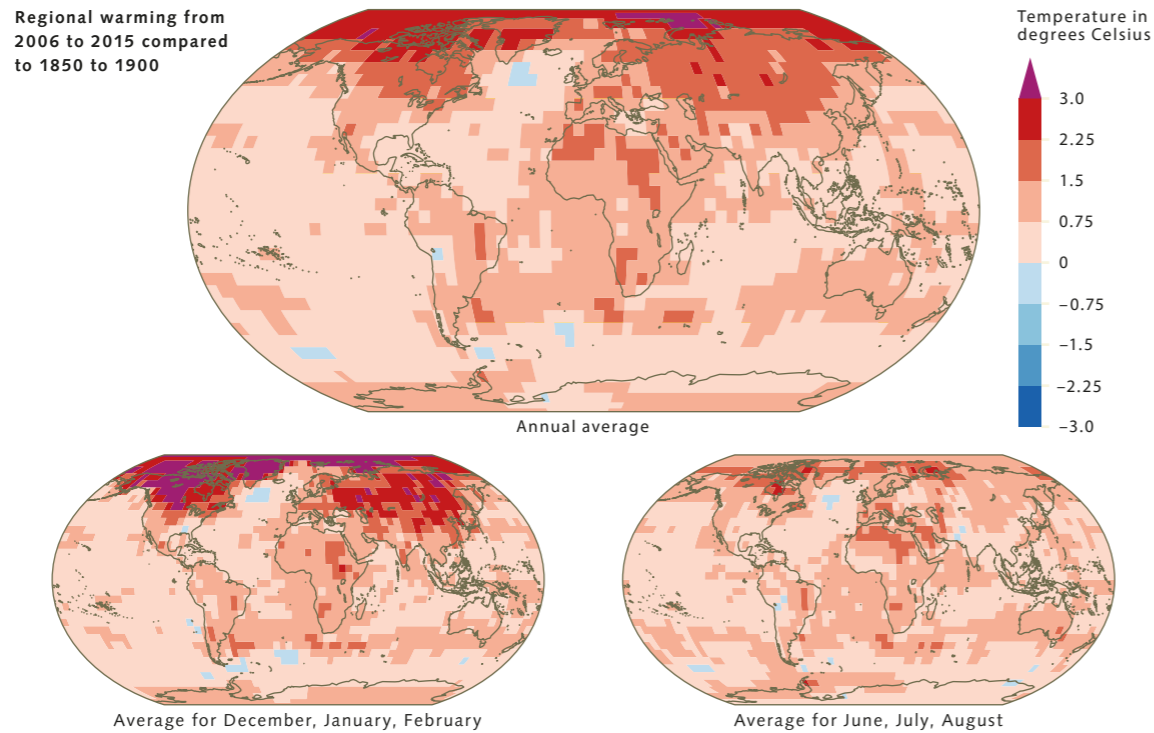 Regional warming from
2006 to 2015 compared
to 1850 to 1900
Temperature in
degrees Celsius
3.0
2.25
1.5
0.75
0
−0.75
−1.5
−2.25
−3.0
Annual average
Average for December, January, February
Average for June, July, August